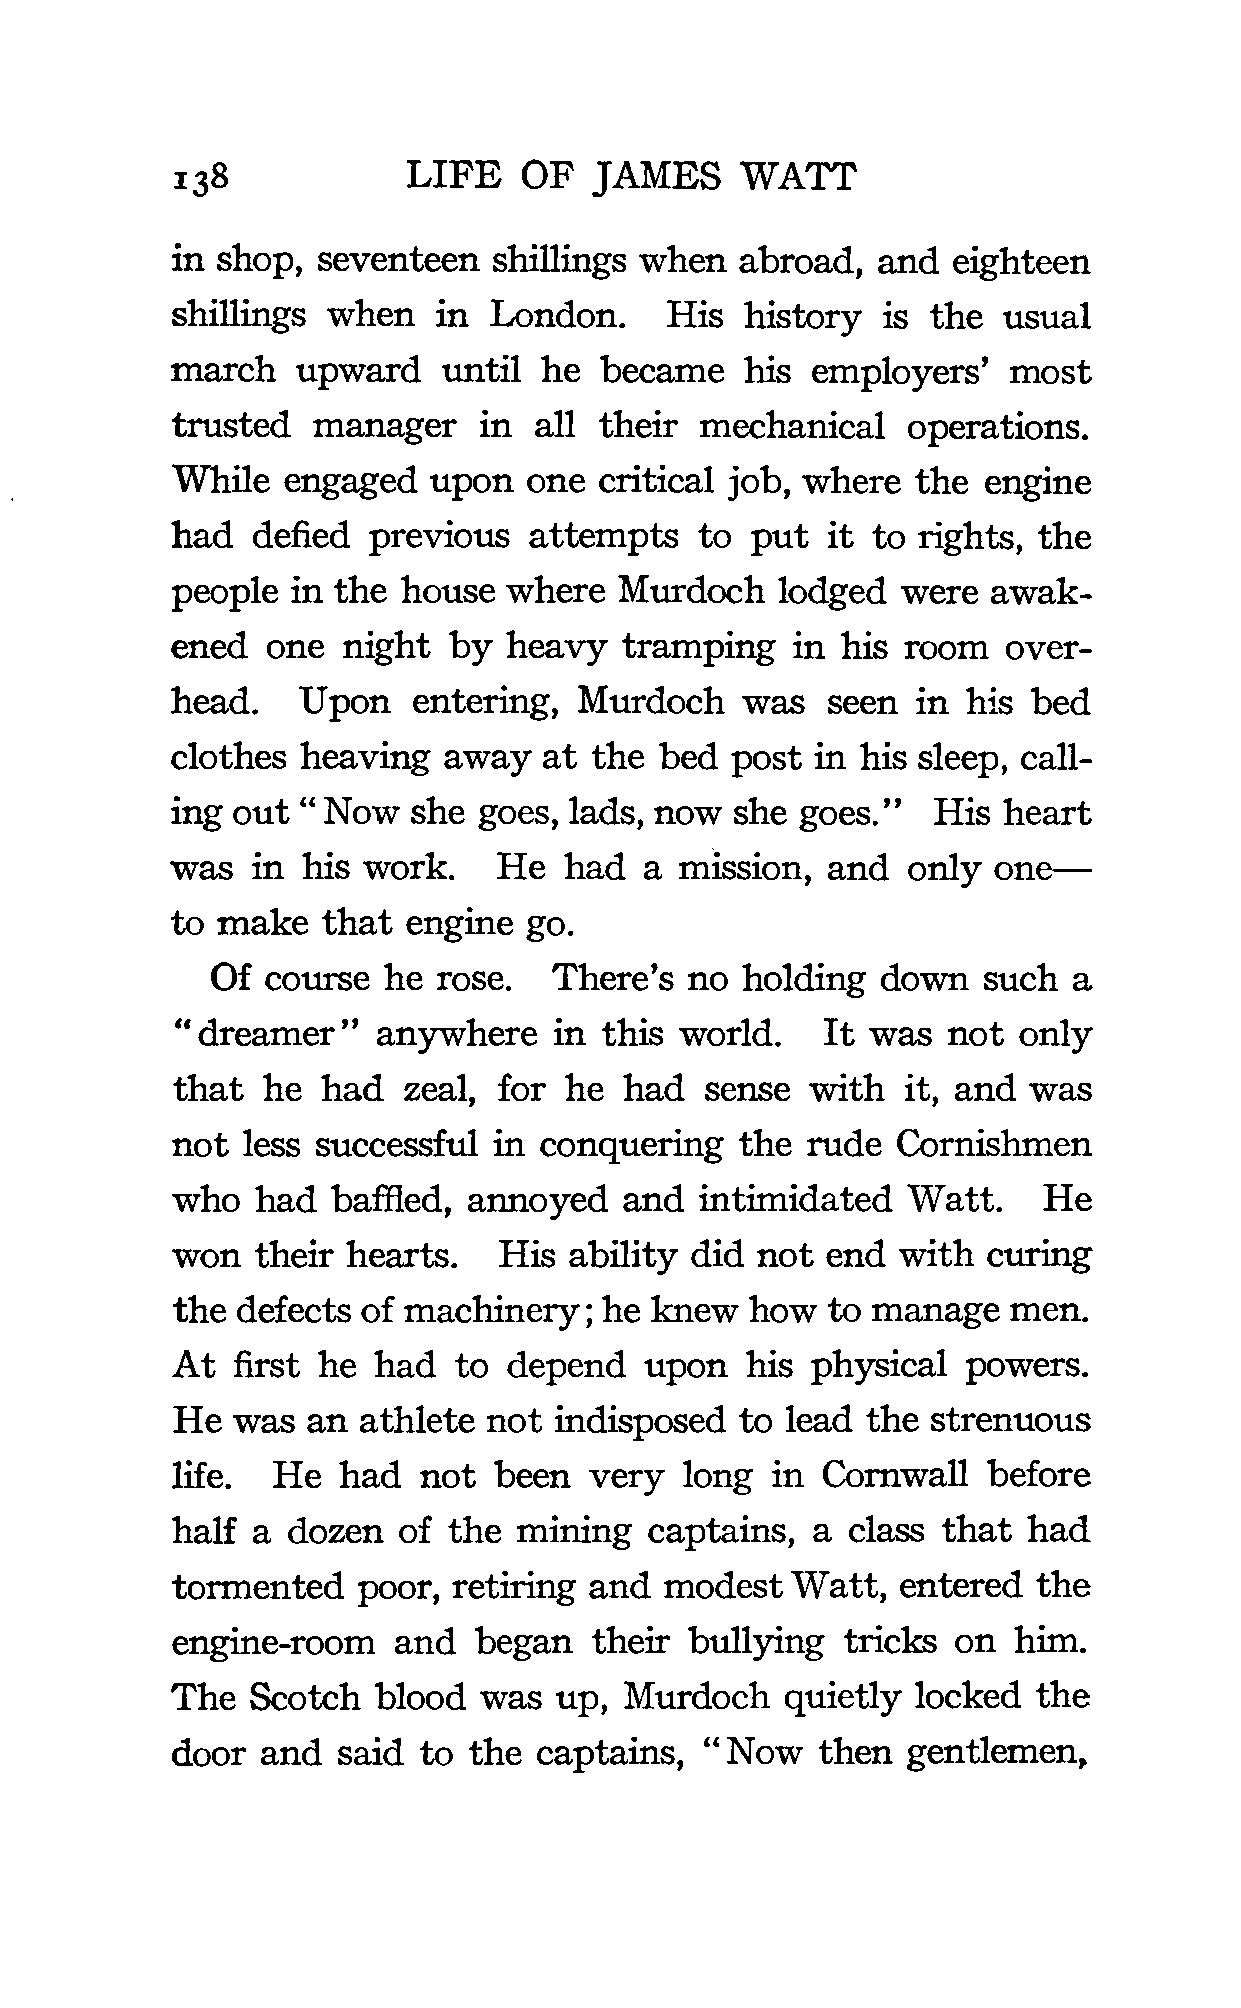 138 LIFE OF JAMES WATT
in shop, seventeen shillings when abroad, and eighteen
shillings when in London. His history is the usual
march upward until he became his employers' most
trusted manager in all their mechanical operations.
While engaged upon one critical job, where the engine
had defied previous attempts to put it to rights, the
people in the house where Murdoch lodged were awak-
ened one night by heavy tramping in his room over-
head. Upon entering, Murdoch was seen in his bed
clothes heaving away at the bed post in his sleep, call-
ing out "Now she goes, lads, now she goes." His heart
was in his work. He had a mission, and only one—
to make that engine go.
Of course he rose. There's no holding down such a
"dreamer" anywhere in this world. It was not only
that he had zeal, for he had sense with it, and was
not less successful in conquering the rude Cornishmen
who had baffled, annoyed and intimidated Watt. He
won their hearts. His ability did not end with curing
the defects of machinery; he knew how to manage men.
At first he had to depend upon his physical powers.
He was an athlete not indisposed to lead the strenuous
life. He had not been very long in Cornwall before
half a dozen of the mining captains, a class that had
tormented poor, retiring and modest Watt, entered the
engine-room and began their bullying tricks on him.
The Scotch blood was up, Murdoch quietly locked the
door and said to the captains, "Now then gentlemen,